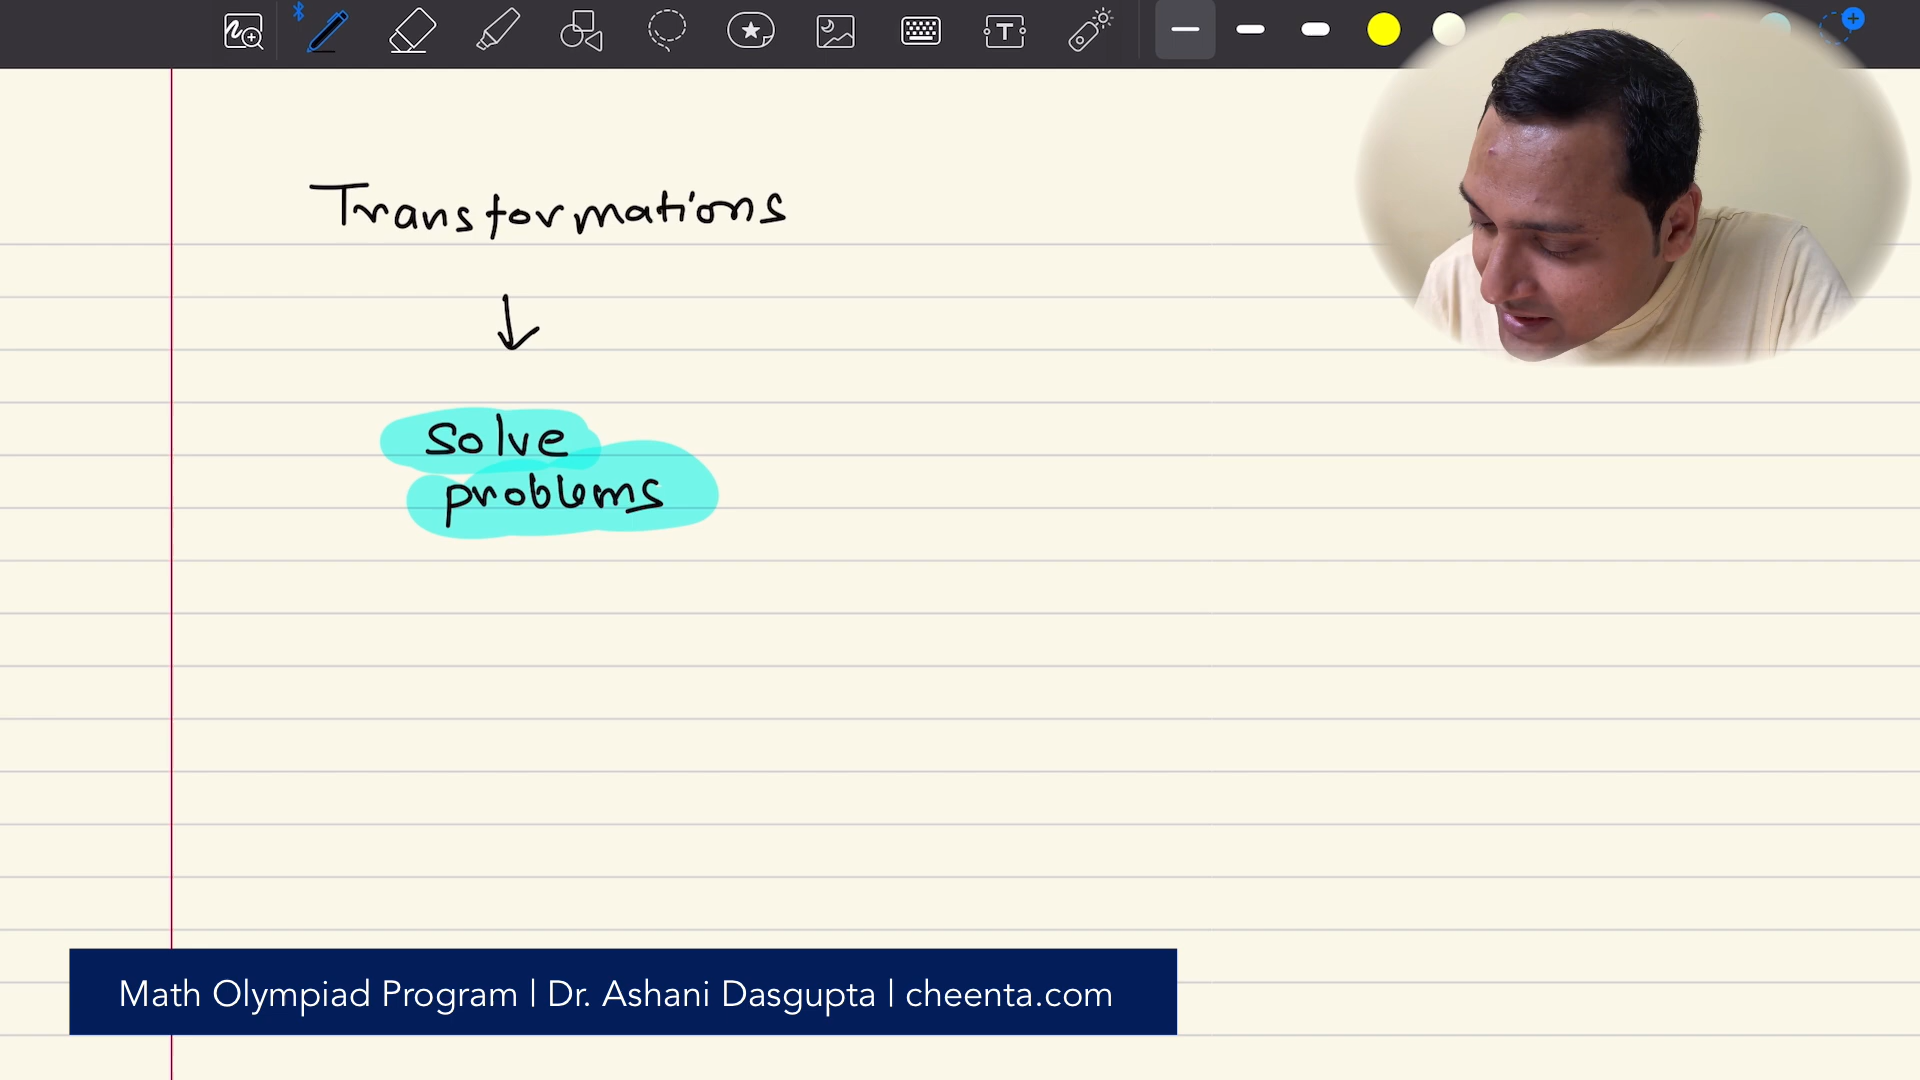 Transformations
↓
solve
problems
Math Olympiad Program | Dr. Ashani Dasgupta | cheenta.com